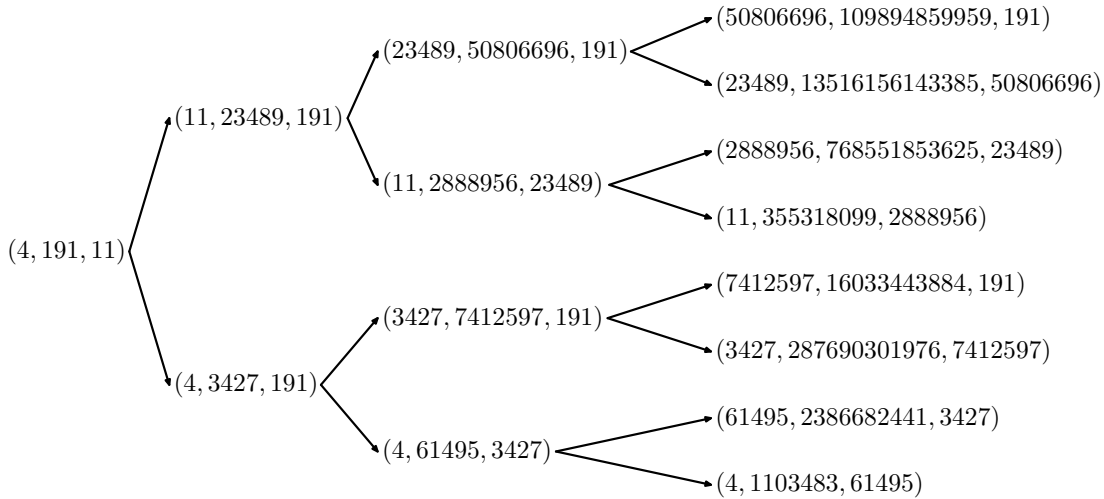 (50806696, 109894859959, 191)
(23489, 50806696, 191)
(23489, 13516156143385, 50806696)
(11, 23489, 191)
(2888956, 768551853625, 23489)
(11, 2888956, 23489)
(11, 355318099, 2888956)
(4, 191, 11)
(7412597, 16033443884, 191)
(3427, 7412597, 191)
(3427, 287690301976, 7412597)
(4, 3427, 191)
(61495, 2386682441, 3427)
(4, 61495, 3427)
(4, 1103483, 61495)